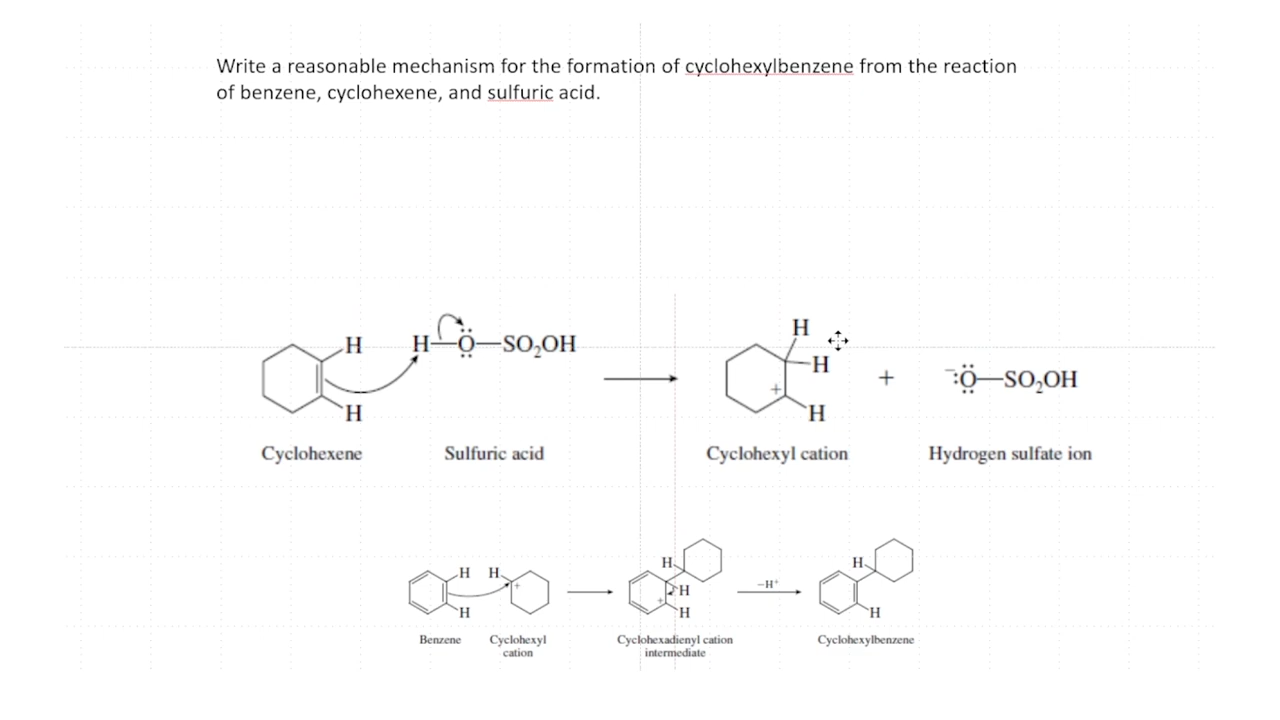 Write a reasonable mechanism for the formation of cyclohexylbenzene from the reaction
of benzene, cyclohexene, and sulfuric acid.
H
H
H—Ö—SO₂OH
H
H
H
+
+
⁻:Ö—SO₂OH
Cyclohexene
Sulfuric acid
Cyclohexyl cation
Hydrogen sulfate ion
H
H
H
+
H
H
H
+
−H⁺
H
H
Benzene
Cyclohexyl
cation
Cyclohexadienyl cation
intermediate
Cyclohexylbenzene